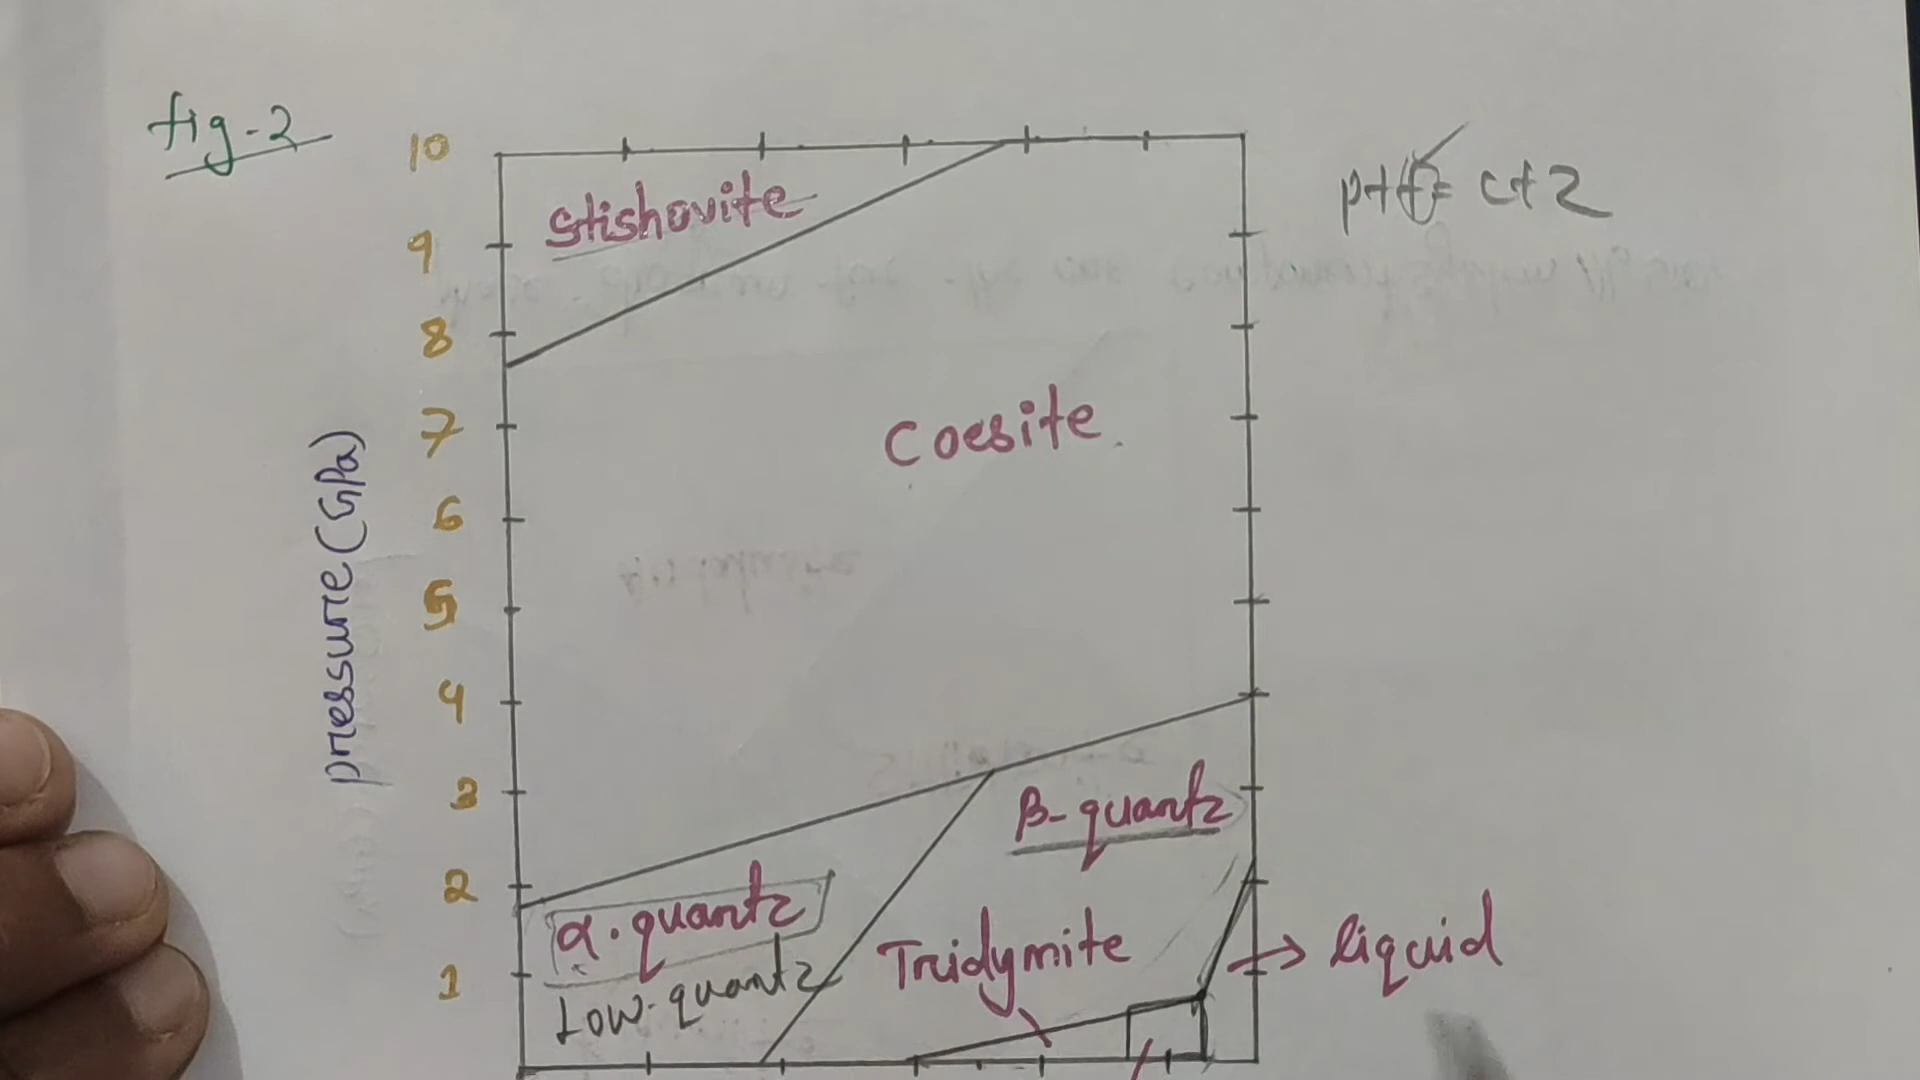 fig-2
p+f= c+2
10
9
8
7
6
5
4
3
2
1
pressure (GPa)
Stishovite
Coesite
β-quartz
α-quartz
Low-quartz
Tridymite
liquid